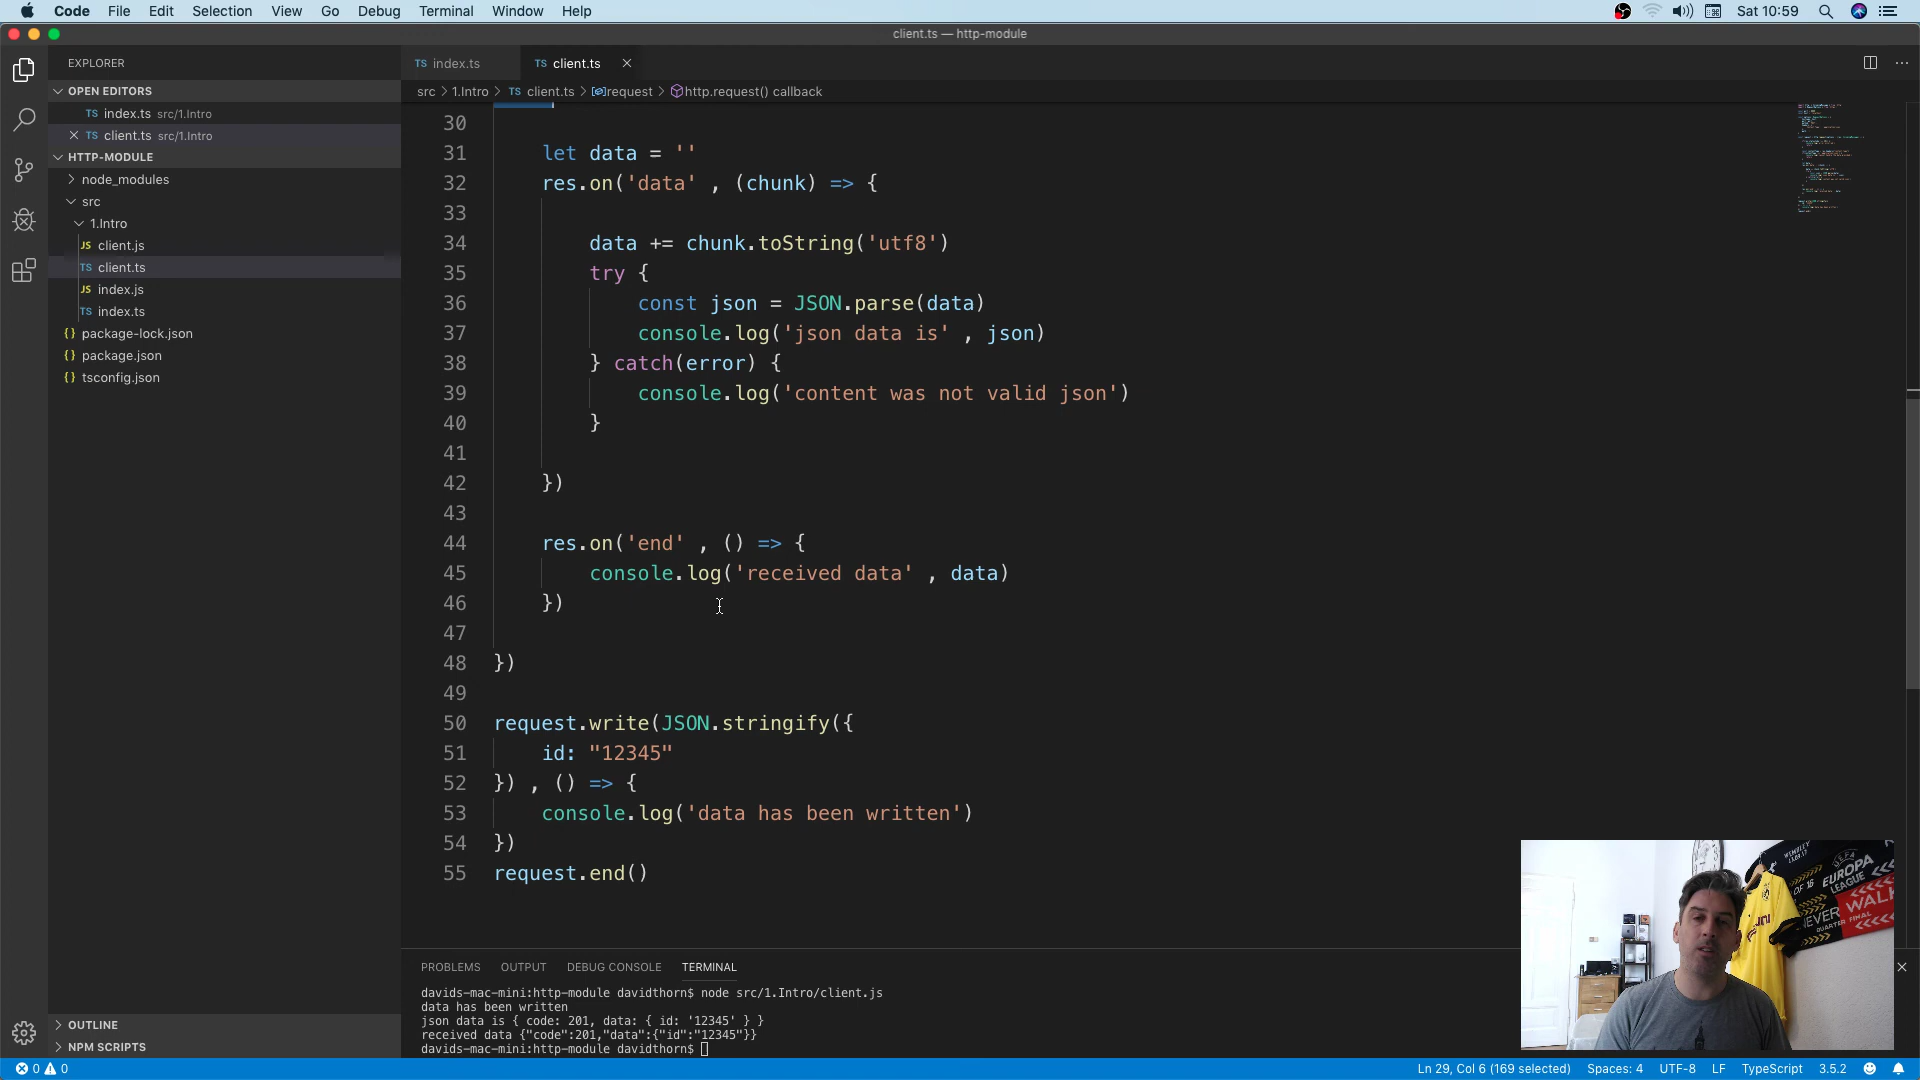 Code File Edit Selection View Go Debug Terminal Window Help Sat 10:59
client.ts — http-module
EXPLORER
OPEN EDITORS
TS index.ts src/1.Intro
TS client.ts src/1.Intro
HTTP-MODULE
node_modules
src
1.Intro
JS client.js
TS client.ts
JS index.js
TS index.ts
{} package-lock.json
{} package.json
{} tsconfig.json
OUTLINE
NPM SCRIPTS
TS index.ts TS client.ts
src > 1.Intro > TS client.ts > request > http.request() callback
30
31 let data = ''
32 res.on('data' , (chunk) => {
33
34 data += chunk.toString('utf8')
35 try {
36 const json = JSON.parse(data)
37 console.log('json data is' , json)
38 } catch(error) {
39 console.log('content was not valid json')
40 }
41
42 })
43
44 res.on('end' , () => {
45 console.log('received data' , data)
46 })
47
48 })
49
50 request.write(JSON.stringify({
51 id: "12345"
52 }) , () => {
53 console.log('data has been written')
54 })
55 request.end()
PROBLEMS OUTPUT DEBUG CONSOLE TERMINAL
davids-mac-mini:http-module davidthorn$ node src/1.Intro/client.js
data has been written
json data is { code: 201, data: { id: '12345' } }
received data {"code":201,"data":{"id":"12345"}}
davids-mac-mini:http-module davidthorn$
WEMBLEY
OF 16
UEFA
EUROPA
LEAGUE
NEVER
WALK
QUARTER FINAL
0 0 Ln 29, Col 6 (169 selected) Spaces: 4 UTF-8 LF TypeScript 3.5.2